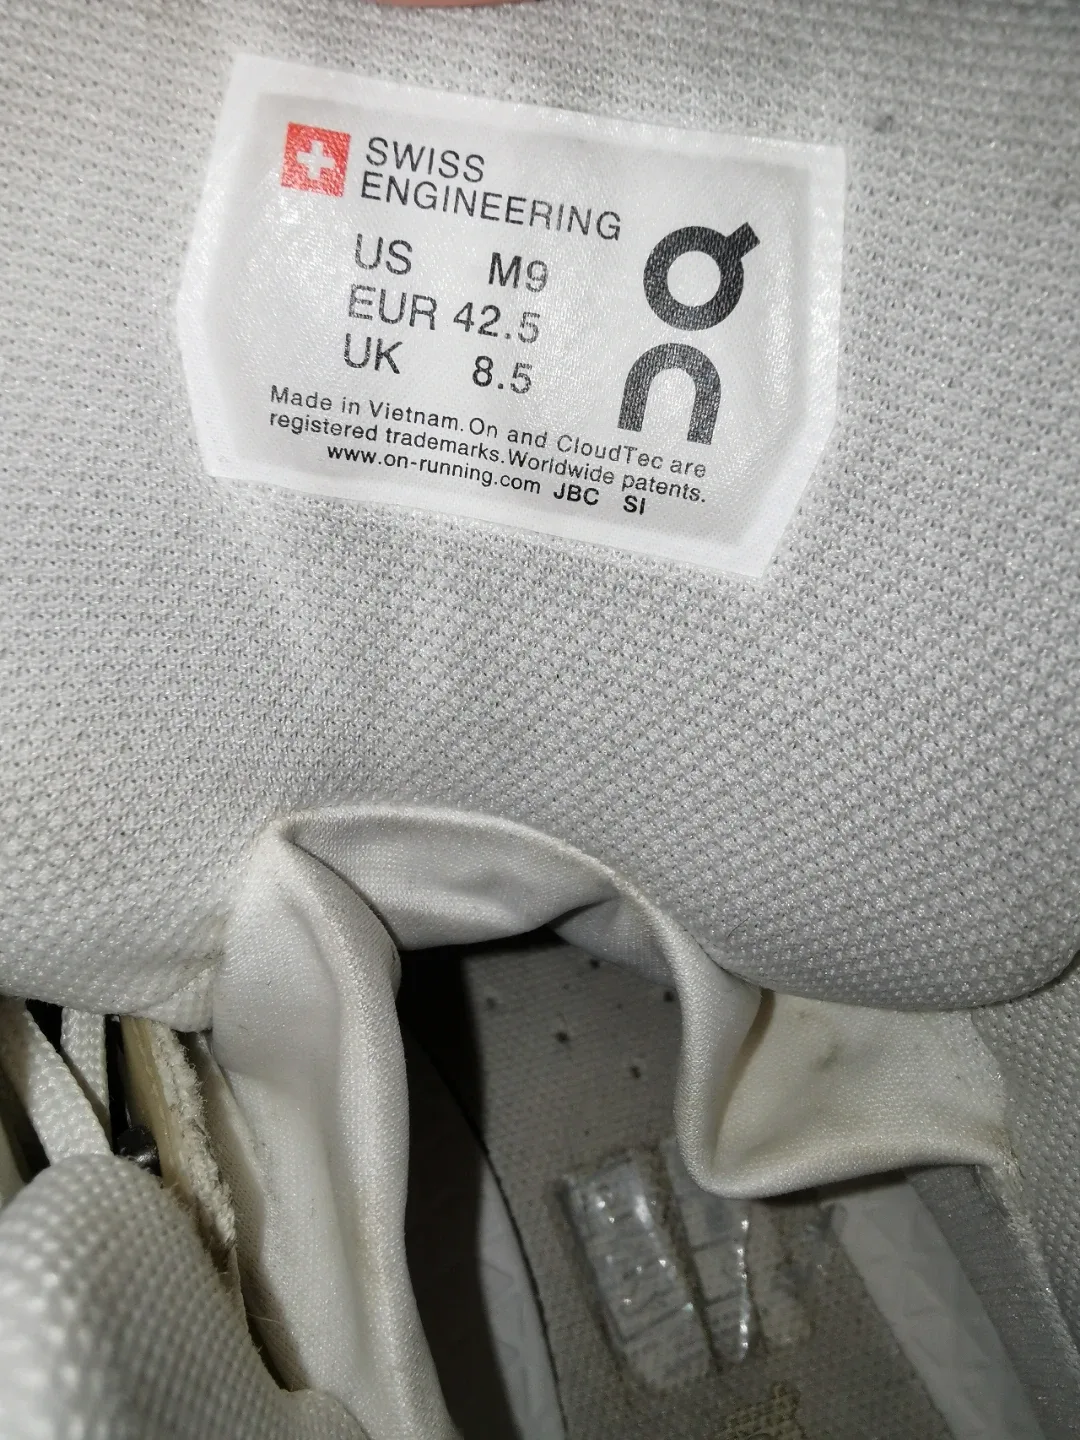 SWISS
ENGINEERING
US M9
EUR 42.5
UK 8.5
Made in Vietnam. On and CloudTec are
registered trademarks. Worldwide patents.
www.on-running.com JBC SI
On